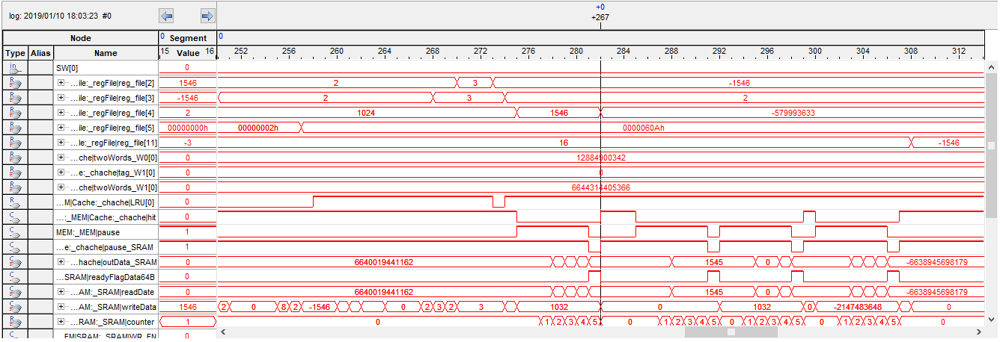 log: 2019/01/10 18:03:23 #0
+0
+267
Node
0 Segment
0
Type Alias Name
15 Value 16
252 256 260 264 268 272 276 280 284 288 292 296 300 304 308 312
in SW[0] 0
R ...ile:_regFile|reg_file[2] 1546 2 3 -1546
R ...ile:_regFile|reg_file[3] -1546 2 3 2
R ...ile:_regFile|reg_file[4] 2 1024 1546 -579993633
R ...ile:_regFile|reg_file[5] 00000000h 00000002h 0000060Ah
R ...le:_regFile|reg_file[11] -3 16 -1546
R ...che|twoWords_W0[0] 0 12884900342
R ...e:_chache|tag_W1[0] 0 0
R ...che|twoWords_W1[0] 0 6644314405366
R ...M|Cache:_chache|LRU[0] 0
C ...:_MEM|Cache:_chache|hit 0
C MEM:_MEM|pause 1
C ...e:_chache|pause_SRAM 1
C ...hache|outData_SRAM 0 6640019441162 1545 0 -6638945698179
C ...SRAM|readyFlagData64B 0
C ...AM:_SRAM|readDate 0 6640019441162 1545 0 -6638945698179
C ...AM:_SRAM|writeData 1546 2 0 8 2 -1546 0 2 3 2 3 1032 0 1032 0 -2147483648 0
R ...RAM:_SRAM|counter 1 0 1 2 3 4 5 0 1 2 3 4 5 0 1 2 3 4 5 0 1 2 3 4 5 0